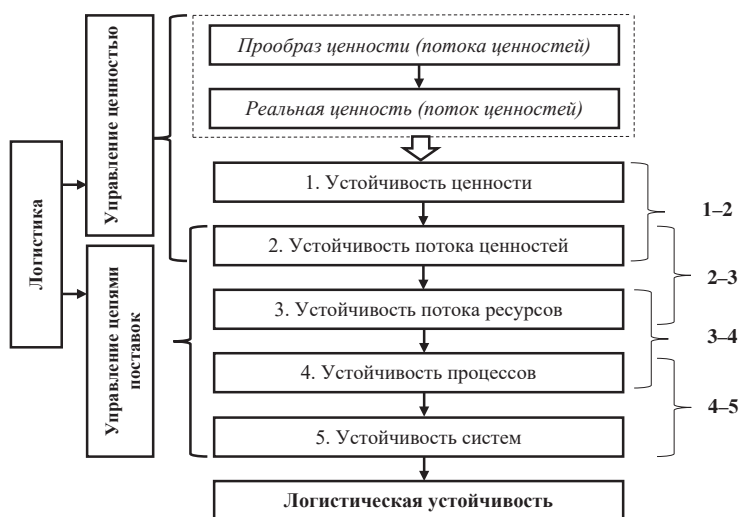 Логистика
Управление ценностью
Управление цепями
поставок
Прообраз ценности (потока ценностей)
Реальная ценность (поток ценностей)
1. Устойчивость ценности
2. Устойчивость потока ценностей
3. Устойчивость потока ресурсов
4. Устойчивость процессов
5. Устойчивость систем
Логистическая устойчивость
1–2
2–3
3–4
4–5